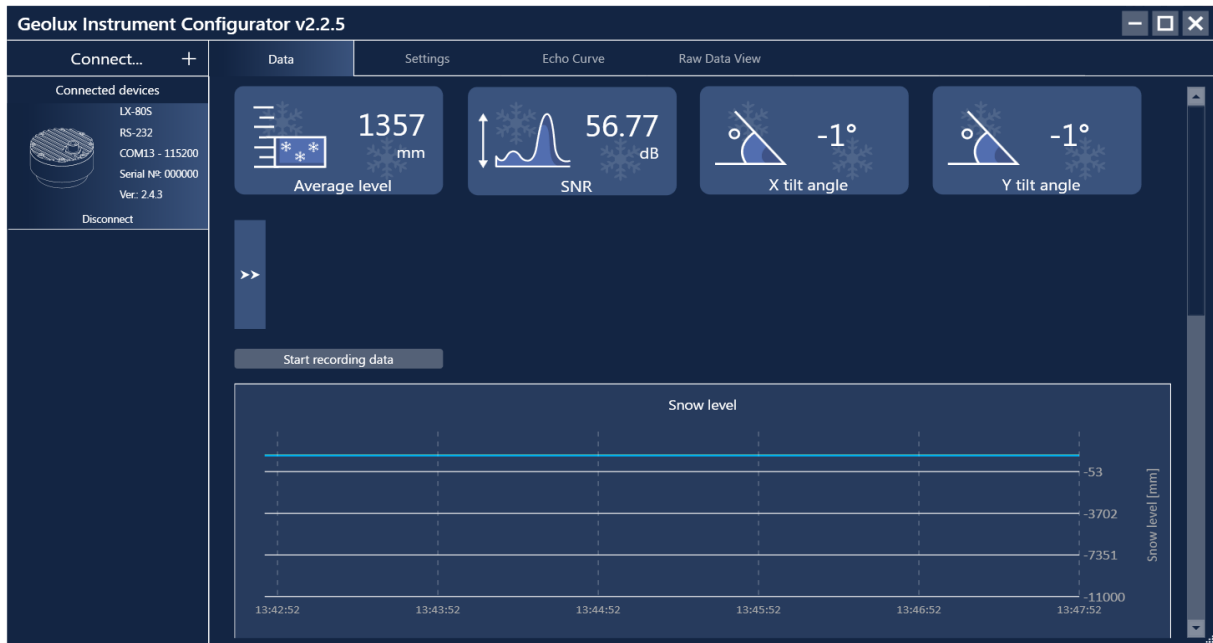 Geolux Instrument Configurator v2.2.5
Connect... +
Data Settings Echo Curve Raw Data View
Connected devices
LX-80S
RS-232
COM13 - 115200
Serial Nº: 000000
Ver.: 2.4.3
Disconnect
1357
mm
Average level
56.77
dB
SNR
-1°
X tilt angle
-1°
Y tilt angle
Start recording data
Snow level
-53
-3702
-7351
-11000
Snow level [mm]
13:42:52 13:43:52 13:44:52 13:45:52 13:46:52 13:47:52